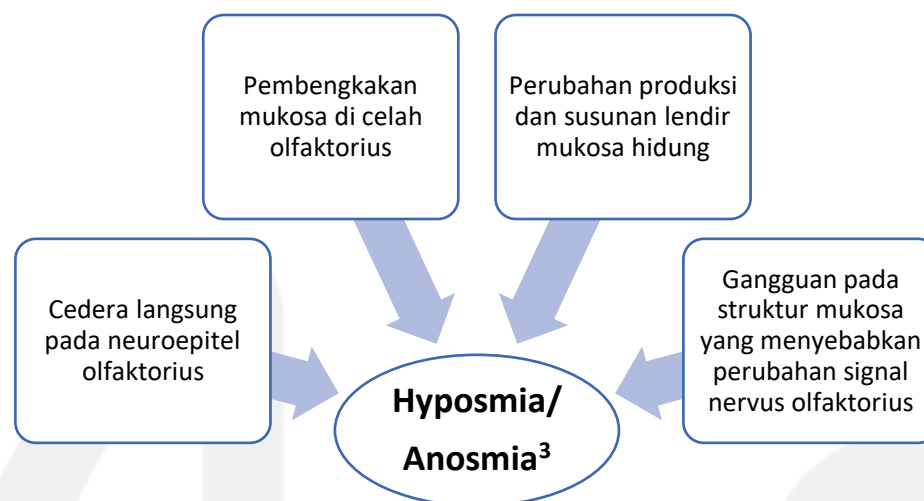 Pembengkakan
mukosa di celah
olfaktorius
Perubahan produksi
dan susunan lendir
mukosa hidung
Cedera langsung
pada neuroepitel
olfaktorius
Gangguan pada
struktur mukosa
yang menyebabkan
perubahan signal
nervus olfaktorius
Hyposmia/
Anosmia³